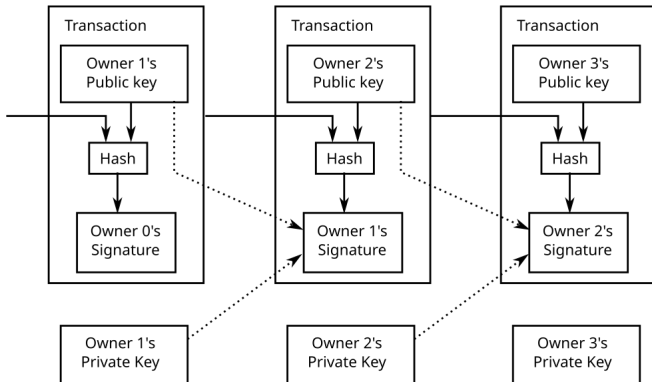 Transaction
Owner 1's
Public key
Hash
Owner 0's
Signature
Transaction
Owner 2's
Public key
Hash
Owner 1's
Signature
Transaction
Owner 3's
Public key
Hash
Owner 2's
Signature
Owner 1's
Private Key
Owner 2's
Private Key
Owner 3's
Private Key